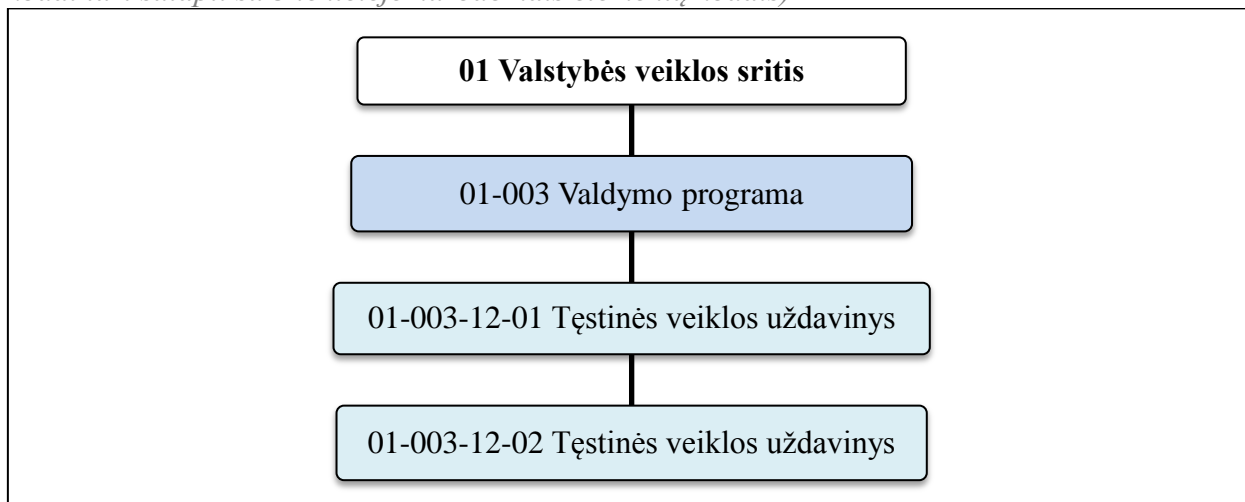 01 Valstybės veiklos sritis
01-003 Valdymo programa
01-003-12-01 Tęstinės veiklos uždavinys
01-003-12-02 Tęstinės veiklos uždavinys